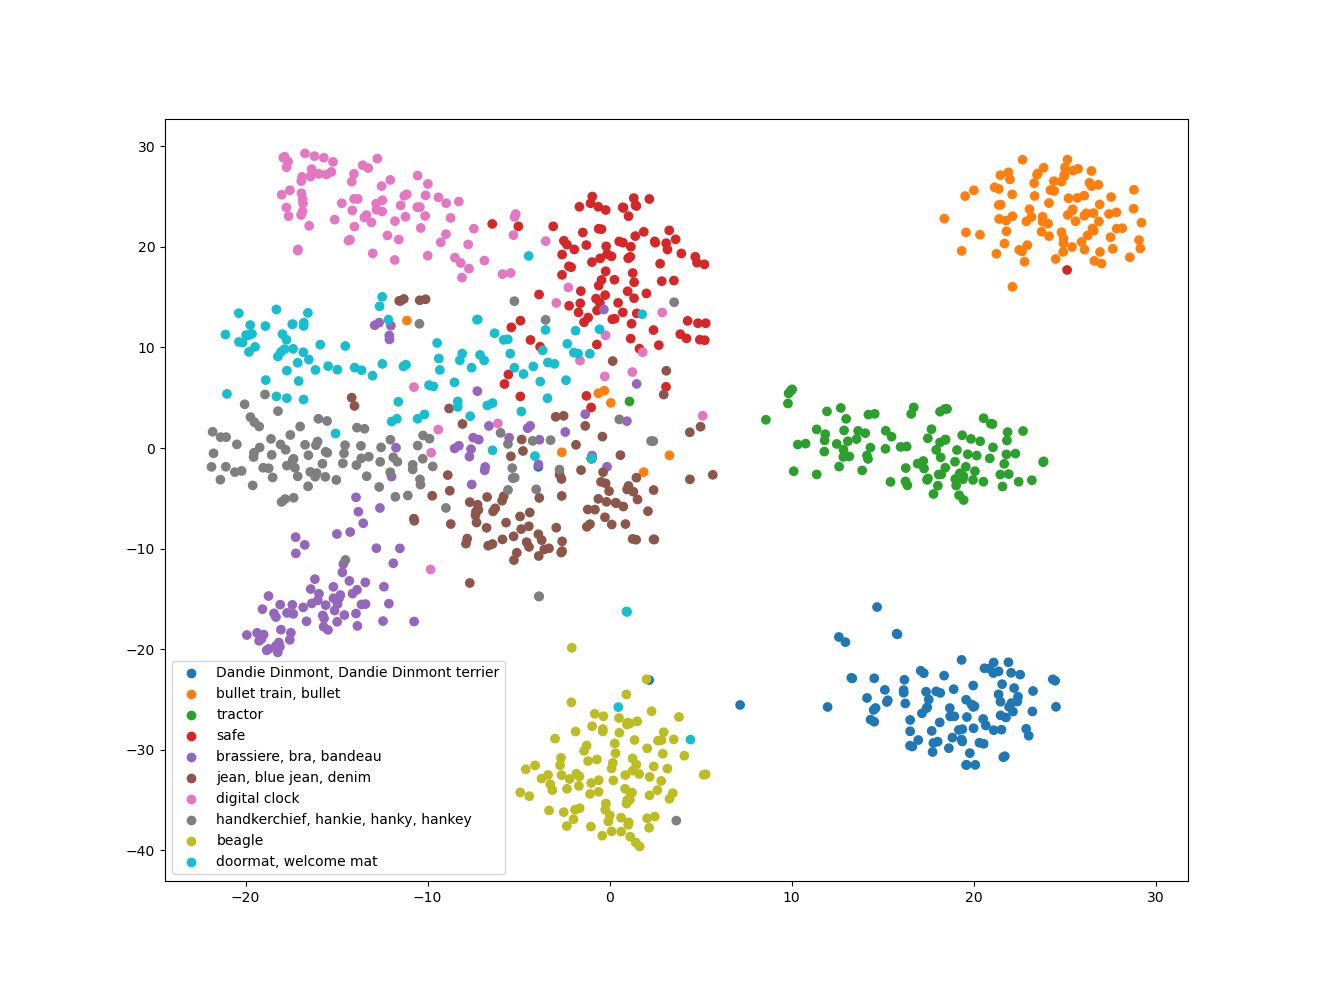 30
20
10
0
−10
−20
−30
−40
Dandie Dinmont, Dandie Dinmont terrier
bullet train, bullet
tractor
safe
brassiere, bra, bandeau
jean, blue jean, denim
digital clock
handkerchief, hankie, hanky, hankey
beagle
doormat, welcome mat
−20 −10 0 10 20 30